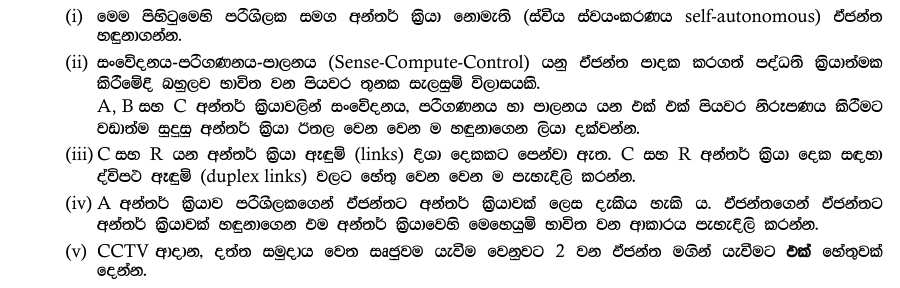 (i) මෙම පිහිටුමෙහි පරිශීලක සමග අන්තර් ක්‍රියා නොමැති (ස්වීය ස්වයංකරණය self-autonomous) ඒජන්ත
හඳුනාගන්න.
(ii) සංවේදනය-පරිගණනය-පාලනය (Sense-Compute-Control) යනු ඒජන්ත පාදක කරගත් පද්ධති ක්‍රියාත්මක
කිරීමේදී බහුලව භාවිත වන පියවර තුනක සැලසුම් විලාසයකි.
A, B සහ C අන්තර් ක්‍රියාවලින් සංවේදනය, පරිගණනය හා පාලනය යන එක් එක් පියවර නිරූපණය කිරීමට
වඩාත්ම සුදුසු අන්තර් ක්‍රියා ඊතල වෙන වෙන ම හඳුනාගෙන ලියා දක්වන්න.
(iii) C සහ R යන අන්තර් ක්‍රියා ඇඳුම් (links) දිශා දෙකකට පෙන්වා ඇත. C සහ R අන්තර් ක්‍රියා දෙක සඳහා
ද්විපථ ඇඳුම් (duplex links) වලට හේතු වෙන වෙන ම පැහැදිලි කරන්න.
(iv) A අන්තර් ක්‍රියාව පරිශීලකගෙන් ඒජන්තට අන්තර් ක්‍රියාවක් ලෙස දැකිය හැකි ය. ඒජන්තගෙන් ඒජන්තට
අන්තර් ක්‍රියාවක් හඳුනාගෙන එම අන්තර් ක්‍රියාවෙහි මෙහෙයුම් භාවිත වන ආකාරය පැහැදිලි කරන්න.
(v) CCTV ආදාන, දත්ත සමුදාය වෙත සෘජුවම යැවීම වෙනුවට 2 වන ඒජන්ත මගින් යැවීමට එක් හේතුවක්
දෙන්න.